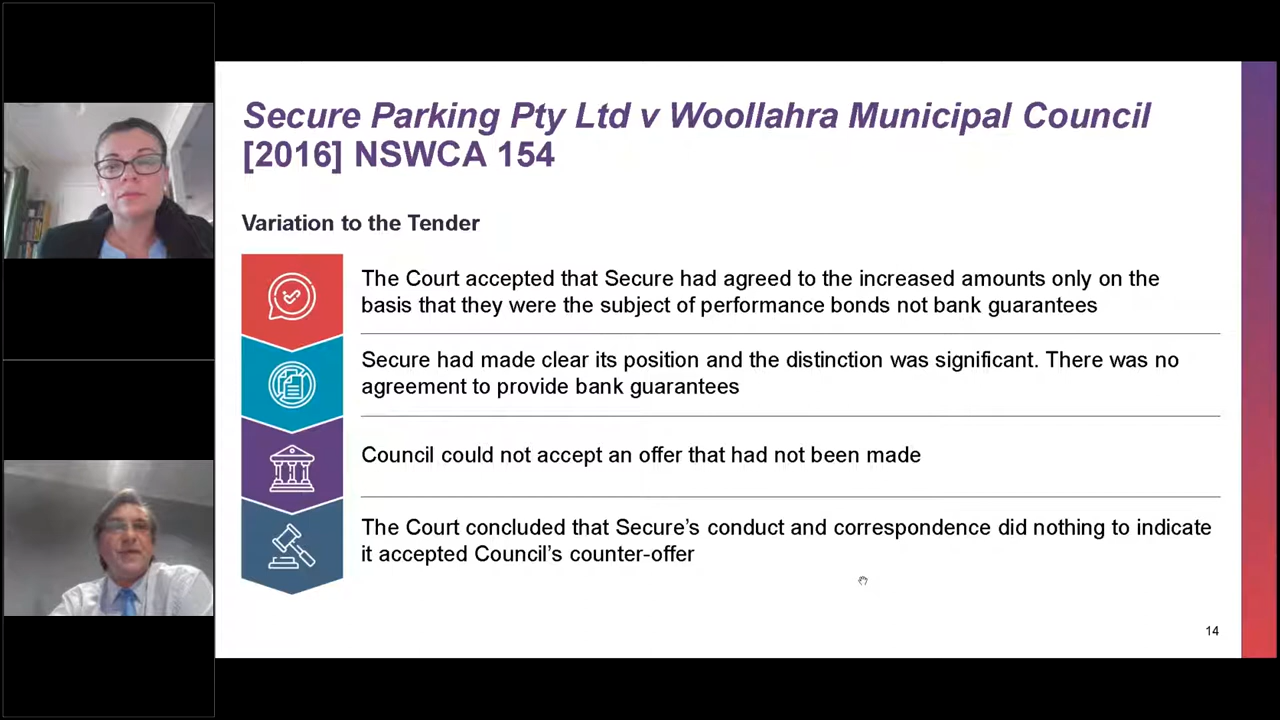 Secure Parking Pty Ltd v Woollahra Municipal Council
[2016] NSWCA 154
Variation to the Tender
The Court accepted that Secure had agreed to the increased amounts only on the
basis that they were the subject of performance bonds not bank guarantees
Secure had made clear its position and the distinction was significant. There was no
agreement to provide bank guarantees
Council could not accept an offer that had not been made
The Court concluded that Secure’s conduct and correspondence did nothing to indicate
it accepted Council’s counter-offer
14